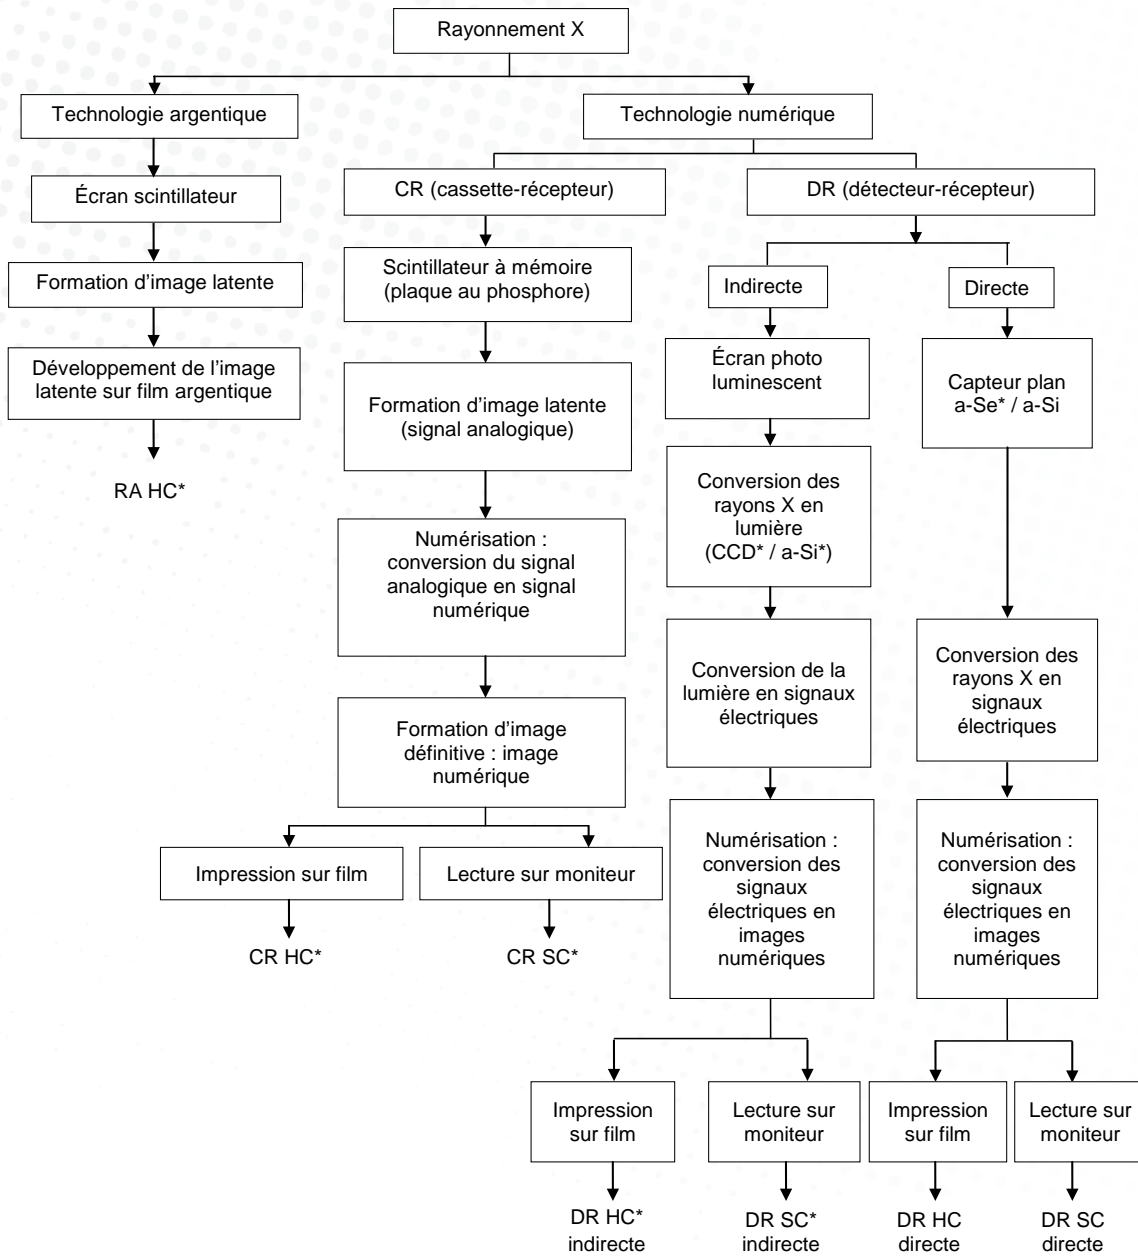 Rayonnement X
Technologie argentique
Technologie numérique
Écran scintillateur
CR (cassette-récepteur)
DR (détecteur-récepteur)
Formation d’image latente
Scintillateur à mémoire
(plaque au phosphore)
Indirecte
Directe
Développement de l’image
latente sur film argentique
Formation d’image latente
(signal analogique)
Écran photo
luminescent
Capteur plan
a-Se* / a-Si
RA HC*
Conversion des
rayons X en
lumière
(CCD* / a-Si*)
Numérisation :
conversion du signal
analogique en signal
numérique
Conversion de la
lumière en signaux
électriques
Conversion des
rayons X en
signaux
électriques
Formation d’image
définitive : image
numérique
Numérisation :
conversion des
signaux
électriques en
images
numériques
Numérisation :
conversion des
signaux
électriques en
images
numériques
Impression sur film
Lecture sur moniteur
CR HC*
CR SC*
Impression
sur film
Lecture sur
moniteur
Impression
sur film
Lecture sur
moniteur
DR HC*
indirecte
DR SC*
indirecte
DR HC
directe
DR SC
directe